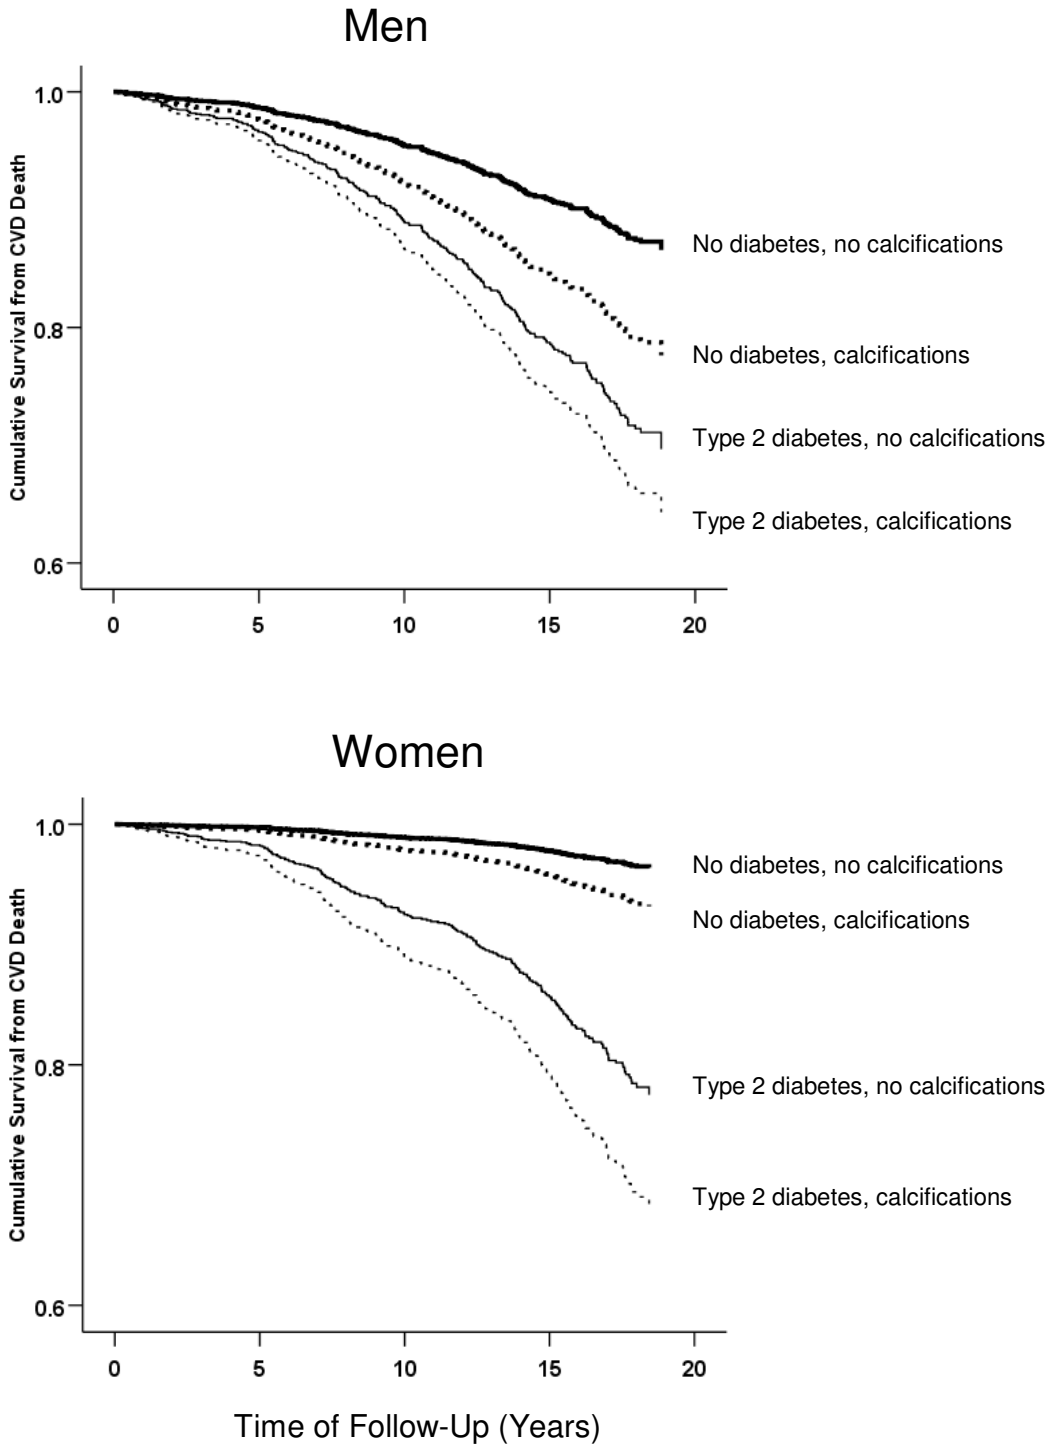 Men
Cumulative Survival from CVD Death
1.0
0.8
0.6
No diabetes, no calcifications
No diabetes, calcifications
Type 2 diabetes, no calcifications
Type 2 diabetes, calcifications
0 5 10 15 20
Women
Cumulative Survival from CVD Death
1.0
0.8
0.6
No diabetes, no calcifications
No diabetes, calcifications
Type 2 diabetes, no calcifications
Type 2 diabetes, calcifications
0 5 10 15 20
Time of Follow-Up (Years)